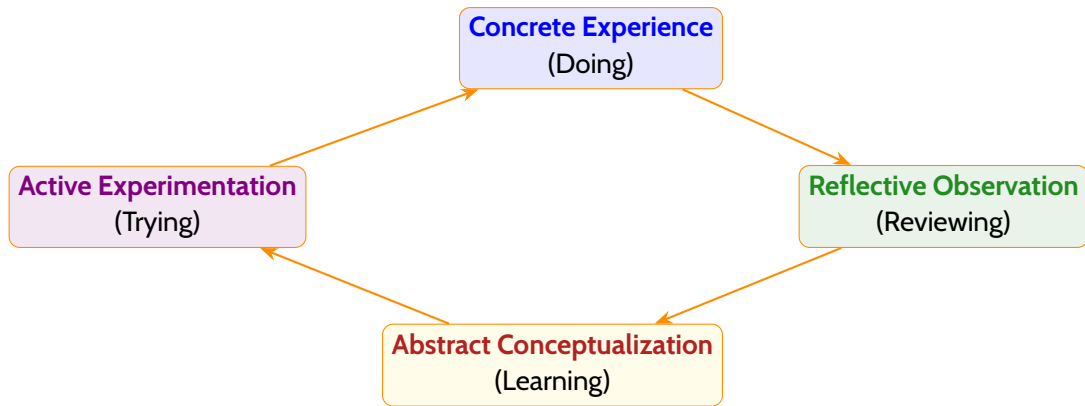 Concrete Experience
(Doing)
Active Experimentation
(Trying)
Reflective Observation
(Reviewing)
Abstract Conceptualization
(Learning)